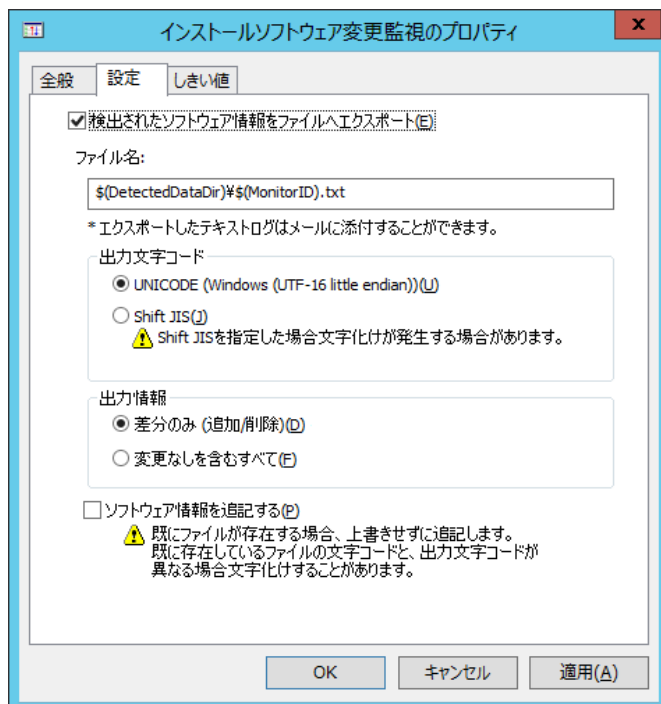 インストールソフトウェア変更監視のプロパティ
x
全般 設定 しきい値
検出されたソフトウェア情報をファイルへエクスポート(E)
ファイル名:
$(DetectedDataDir)¥$(MonitorID).txt
*エクスポートしたテキストログはメールに添付することができます。
出力文字コード
UNICODE (Windows (UTF-16 little endian))(U)
Shift JIS(J)
Shift JISを指定した場合文字化けが発生する場合があります。
出力情報
差分のみ (追加/削除)(D)
変更なしを含むすべて(F)
ソフトウェア情報を追記する(P)
既にファイルが存在する場合、上書きせずに追記します。
既に存在しているファイルの文字コードと、出力文字コードが
異なる場合文字化けすることがあります。
OK キャンセル 適用(A)